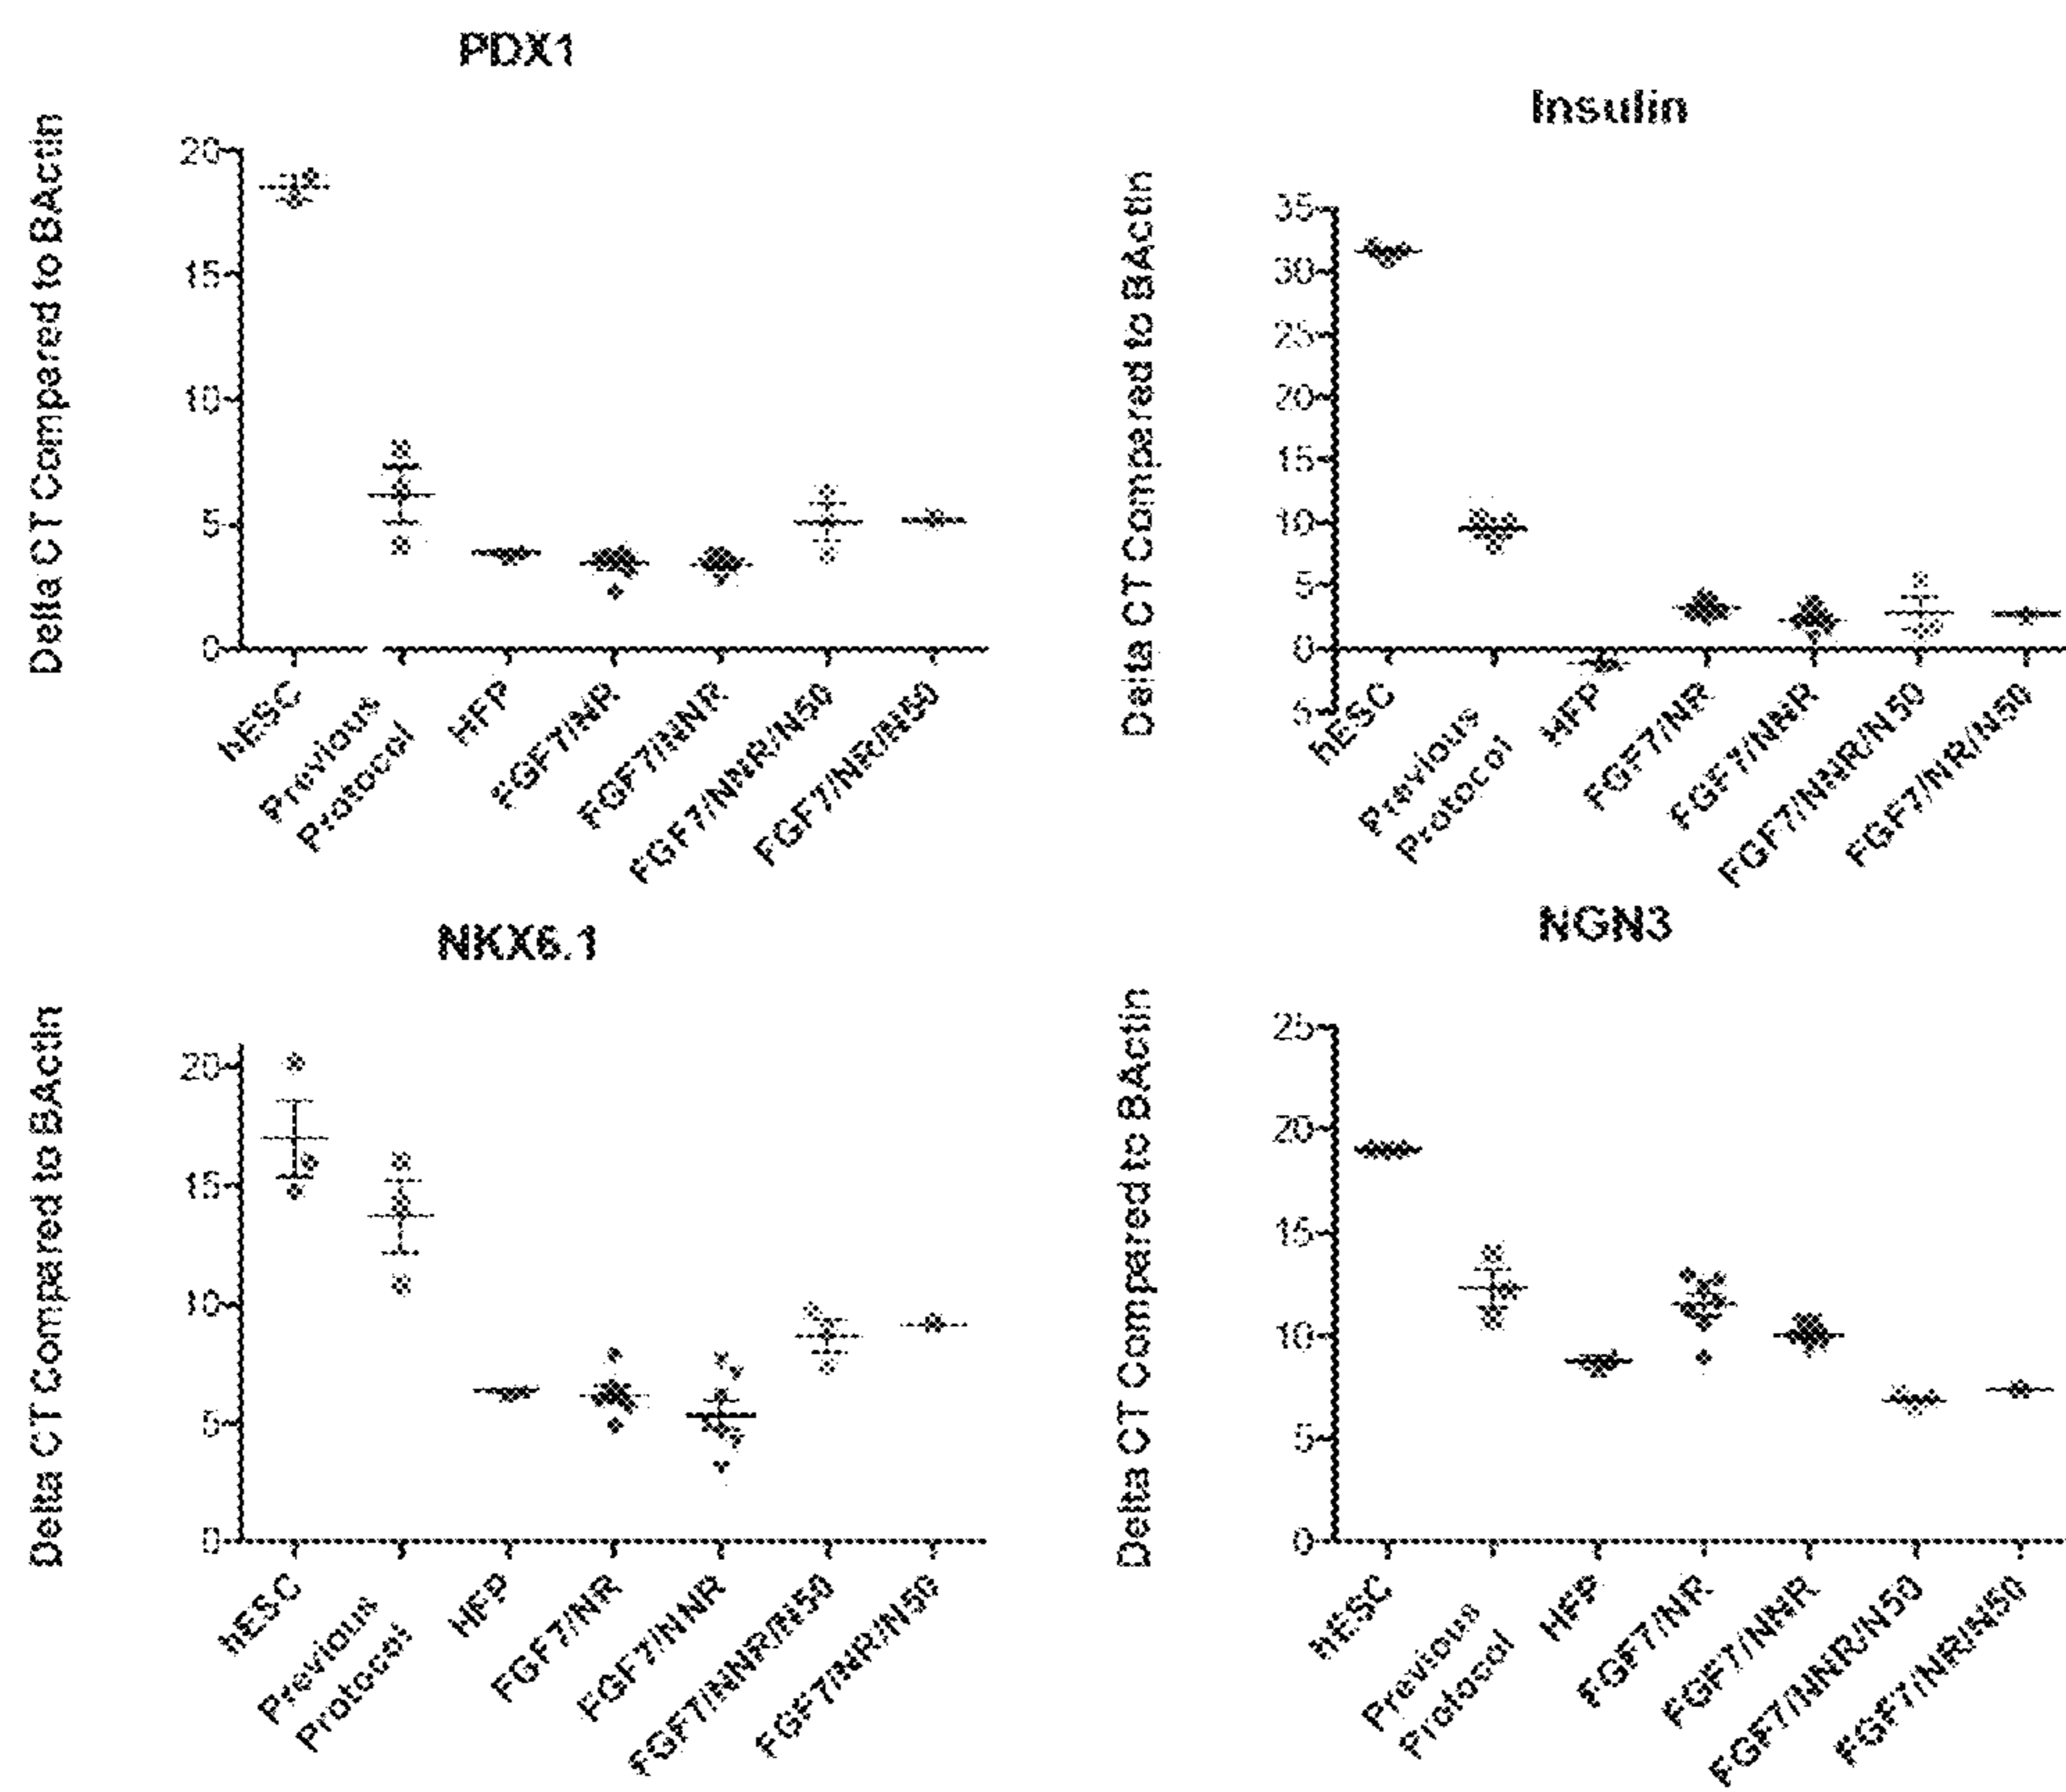 PDX1
Delta CT Compared to BActin
20
15
10
5
0
hESC
Previous
Protocol
HFP
FGF7/NR
FGF7/NNR
FGF7/NNR/N50
FGF7/NR/N50
Insulin
Delta CT Compared to BActin
35
30
25
20
15
10
5
0
5
hESC
Previous
Protocol
HFP
FGF7/NR
FGF7/NNR
FGF7/NNR/N50
FGF7/NR/N50
NKX6.1
Delta CT Compared to BActin
20
15
10
5
0
hESC
Previous
Protocol
HFP
FGF7/NR
FGF7/NNR
FGF7/NNR/N50
FGF7/NR/N50
NGN3
Delta CT Compared to BActin
25
20
15
10
5
0
hESC
Previous
Protocol
HFP
FGF7/NR
FGF7/NNR
FGF7/NNR/N50
FGF7/NR/N50